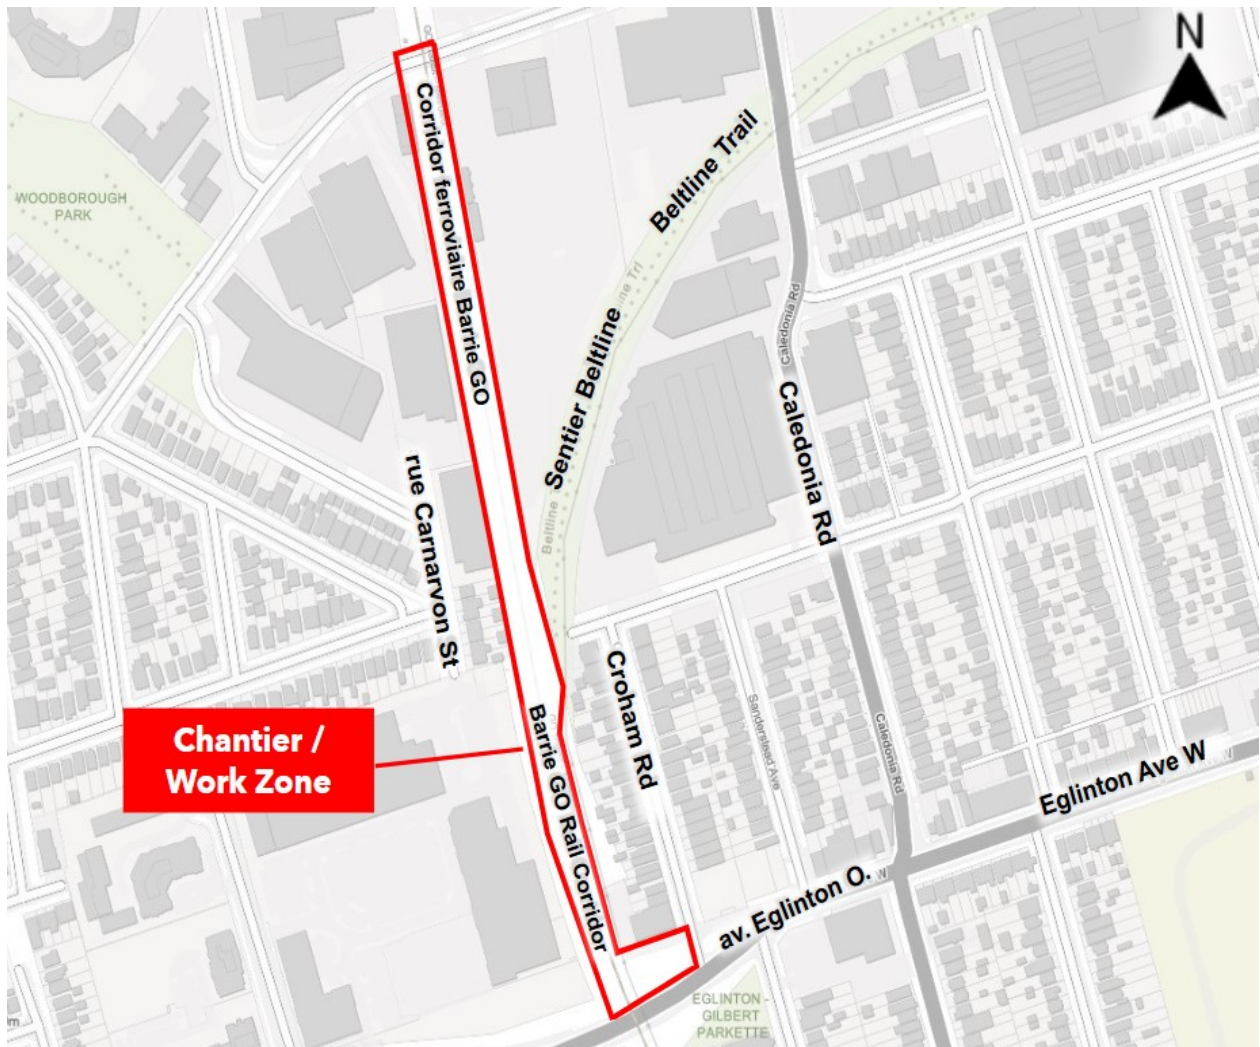 N
WOODBOROUGH
PARK
Corridor ferroviaire Barrie GO
Beltline Trail
Sentier Beltline
Caledonia Rd
Caledonia Rd
rue Carnarvon St
Chantier /
Work Zone
Barrie GO Rail Corridor
Croham Rd
Sanderstead Ave
Caledonia Rd
Eglinton Ave W
W
av. Eglinton O.
W
EGLINTON -
GILBERT
PARKETTE